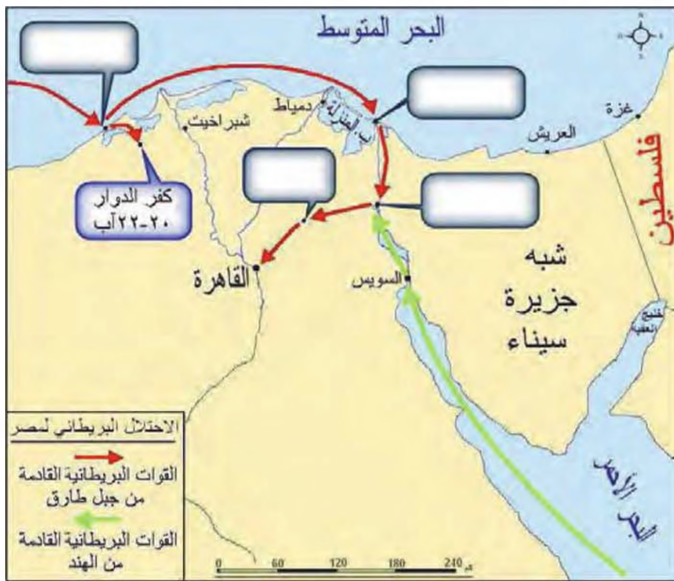 البحر المتوسط
N
غزة
دمياط
ب.المنزلة
شبراخيت
العريش
فلسطين
كفر الدوار
٢٠-٢٢آب
القاهرة
السويس
شبه
جزيرة
سيناء
خليج
العقبة
البحر الأحمر
الاحتلال البريطاني لمصر
القوات البريطانية القادمة
من جبل طارق
القوات البريطانية القادمة
من الهند
0 60 120 180 240 كم